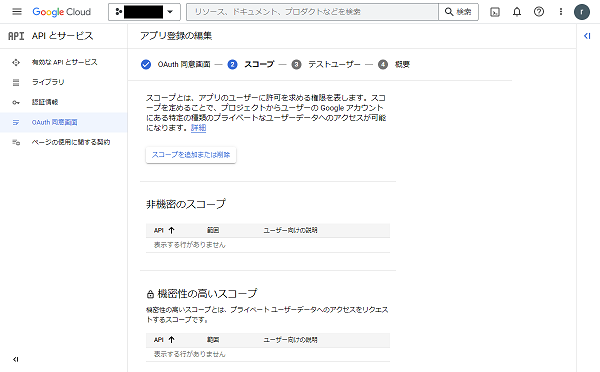 Google Cloud
リソース、ドキュメント、プロダクトなどを検索
検索
r
API APIとサービス
アプリ登録の編集
有効な API とサービス
ライブラリ
認証情報
OAuth 同意画面
ページの使用に関する契約
OAuth 同意画面 — 2 スコープ — 3 テストユーザー — 4 概要
スコープとは、アプリのユーザーに許可を求める権限を表します。スコ
ープを定めることで、プロジェクトからユーザーの Google アカウント
にある特定の種類のプライベートなユーザーデータへのアクセスが可能
になります。詳細
スコープを追加または削除
非機密のスコープ
API ↑ 範囲 ユーザー向けの説明
表示する行がありません
機密性の高いスコープ
機密性の高いスコープとは、プライベート ユーザーデータへのアクセスをリクエス
トするスコープです。
API ↑ 範囲 ユーザー向けの説明
表示する行がありません